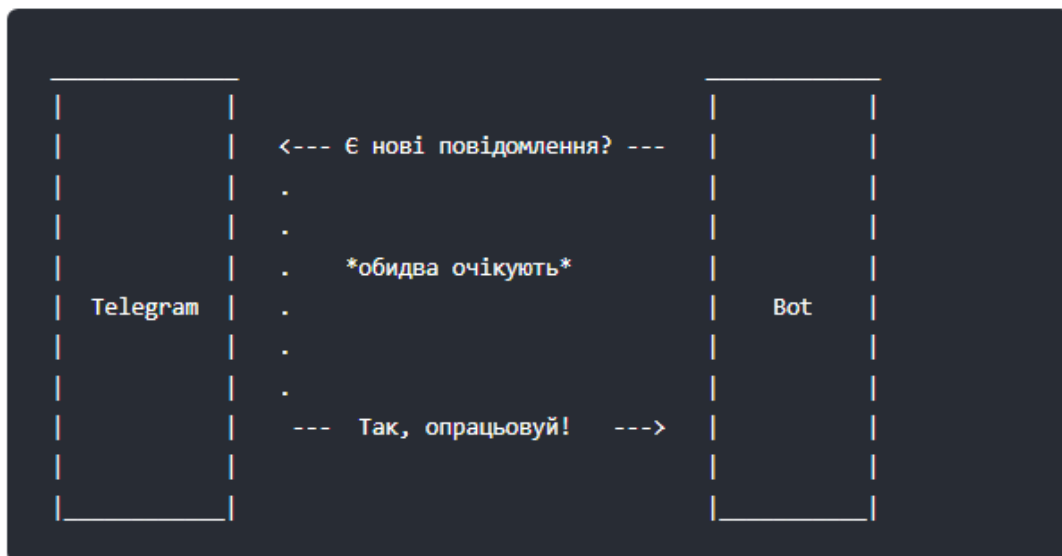 <--- Є нові повідомлення? ---
*обидва очікують*
Telegram Bot
--- Так, опрацьовуй! --->